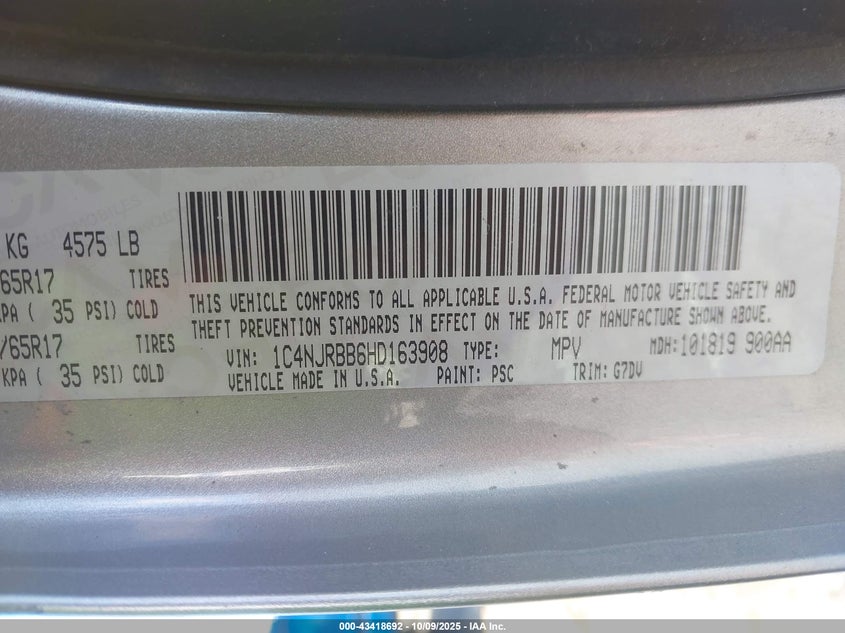 KG 4575 LB
65R17 TIRES
KPA ( 35 PSI) COLD
/65R17 TIRES
KPA ( 35 PSI) COLD
THIS VEHICLE CONFORMS TO ALL APPLICABLE U.S.A. FEDERAL MOTOR VEHICLE SAFETY AND
THEFT PREVENTION STANDARDS IN EFFECT ON THE DATE OF MANUFACTURE SHOWN ABOVE.
VIN: 1C4NJRBB6HD163908 TYPE: MPV MDH:101819 900AA
VEHICLE MADE IN U.S.A. PAINT: PSC TRIM: G7DV
000-43418692 - 10/09/2025 - IAA Inc.